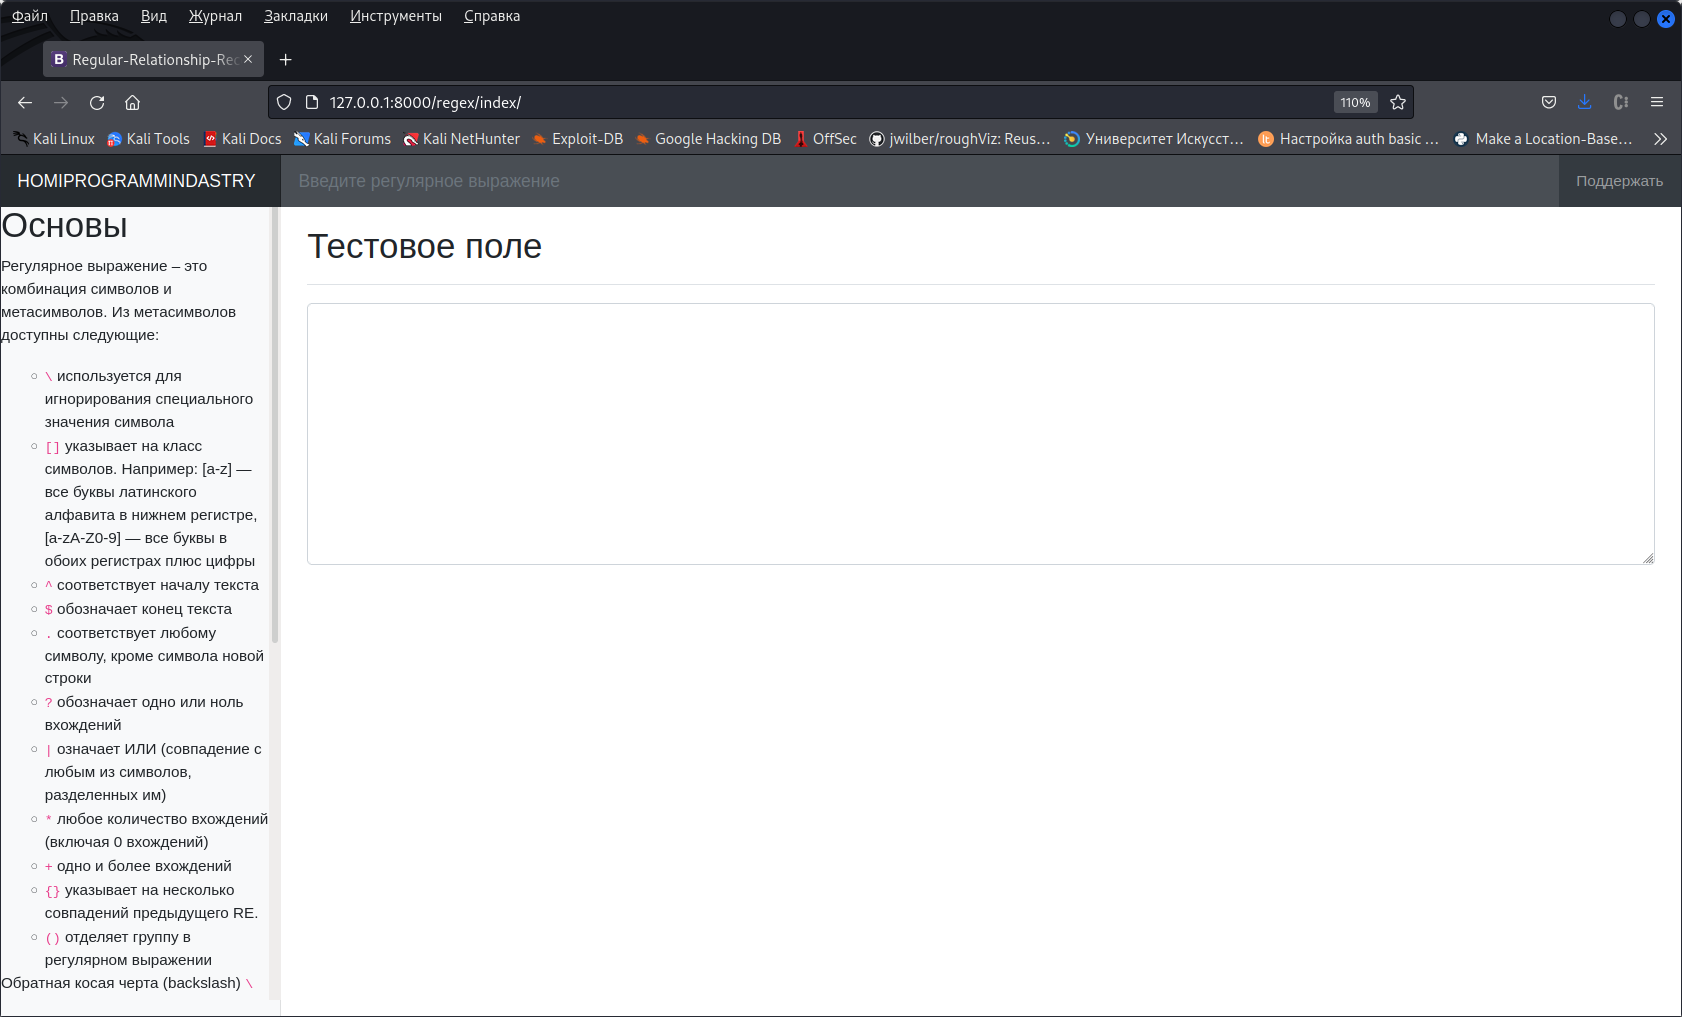 Файл Правка Вид Журнал Закладки Инструменты Справка
B Regular-Relationship-Rec
127.0.0.1:8000/regex/index/ 110%
Kali Linux Kali Tools Kali Docs Kali Forums Kali NetHunter Exploit-DB Google Hacking DB OffSec jwilber/roughViz: Reus… Университет Искусст… Настройка auth basic … Make a Location-Base…
HOMIPROGRAMMINDASTRY Введите регулярное выражение Поддержать
Основы
Регулярное выражение – это
комбинация символов и
метасимволов. Из метасимволов
доступны следующие:
\ используется для
игнорирования специального
значения символа
[] указывает на класс
символов. Например: [a-z] —
все буквы латинского
алфавита в нижнем регистре,
[a-zA-Z0-9] — все буквы в
обоих регистрах плюс цифры
^ соответствует началу текста
$ обозначает конец текста
. соответствует любому
символу, кроме символа новой
строки
? обозначает одно или ноль
вхождений
| означает ИЛИ (совпадение с
любым из символов,
разделенных им)
* любое количество вхождений
(включая 0 вхождений)
+ одно и более вхождений
{} указывает на несколько
совпадений предыдущего RE.
() отделяет группу в
регулярном выражении
Обратная косая черта (backslash) \
Тестовое поле